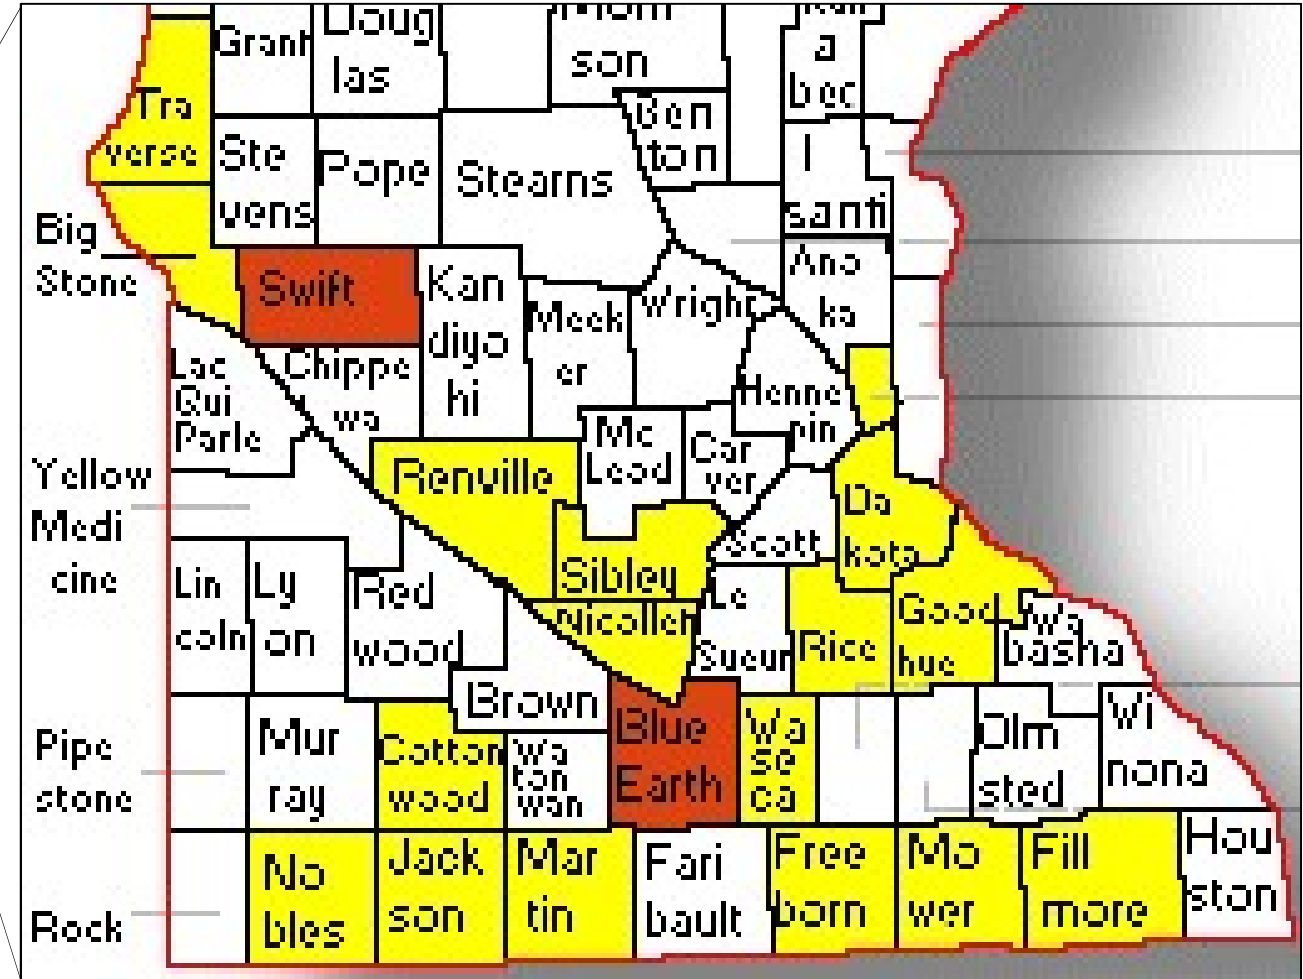 Grant
Doug
las
son
a
bec
Tra
verse
Ste
vens
Pope
Stearns
Ben
ton
I
santi
Big
Stone
Swift
Kan
diyo
hi
Meek
er
Wright
Ano
ka
Lac
Qui
Parle
Chippe
wa
Henne
pin
Mc
Leod
Car
ver
Yellow
Medi
cine
Renville
Sibley
Nicollet
Scott
Da
kota
Lin
coln
Ly
on
Red
wood
Le
Sueur
Rice
Good
hue
Wa
basha
Brown
Pipe
stone
Mur
ray
Cotton
wood
Wa
ton
wan
Blue
Earth
Wa
se
ca
Olm
sted
Wi
nona
Rock
No
bles
Jack
son
Mar
tin
Fari
bault
Free
born
Mo
wer
Fill
more
Hou
ston